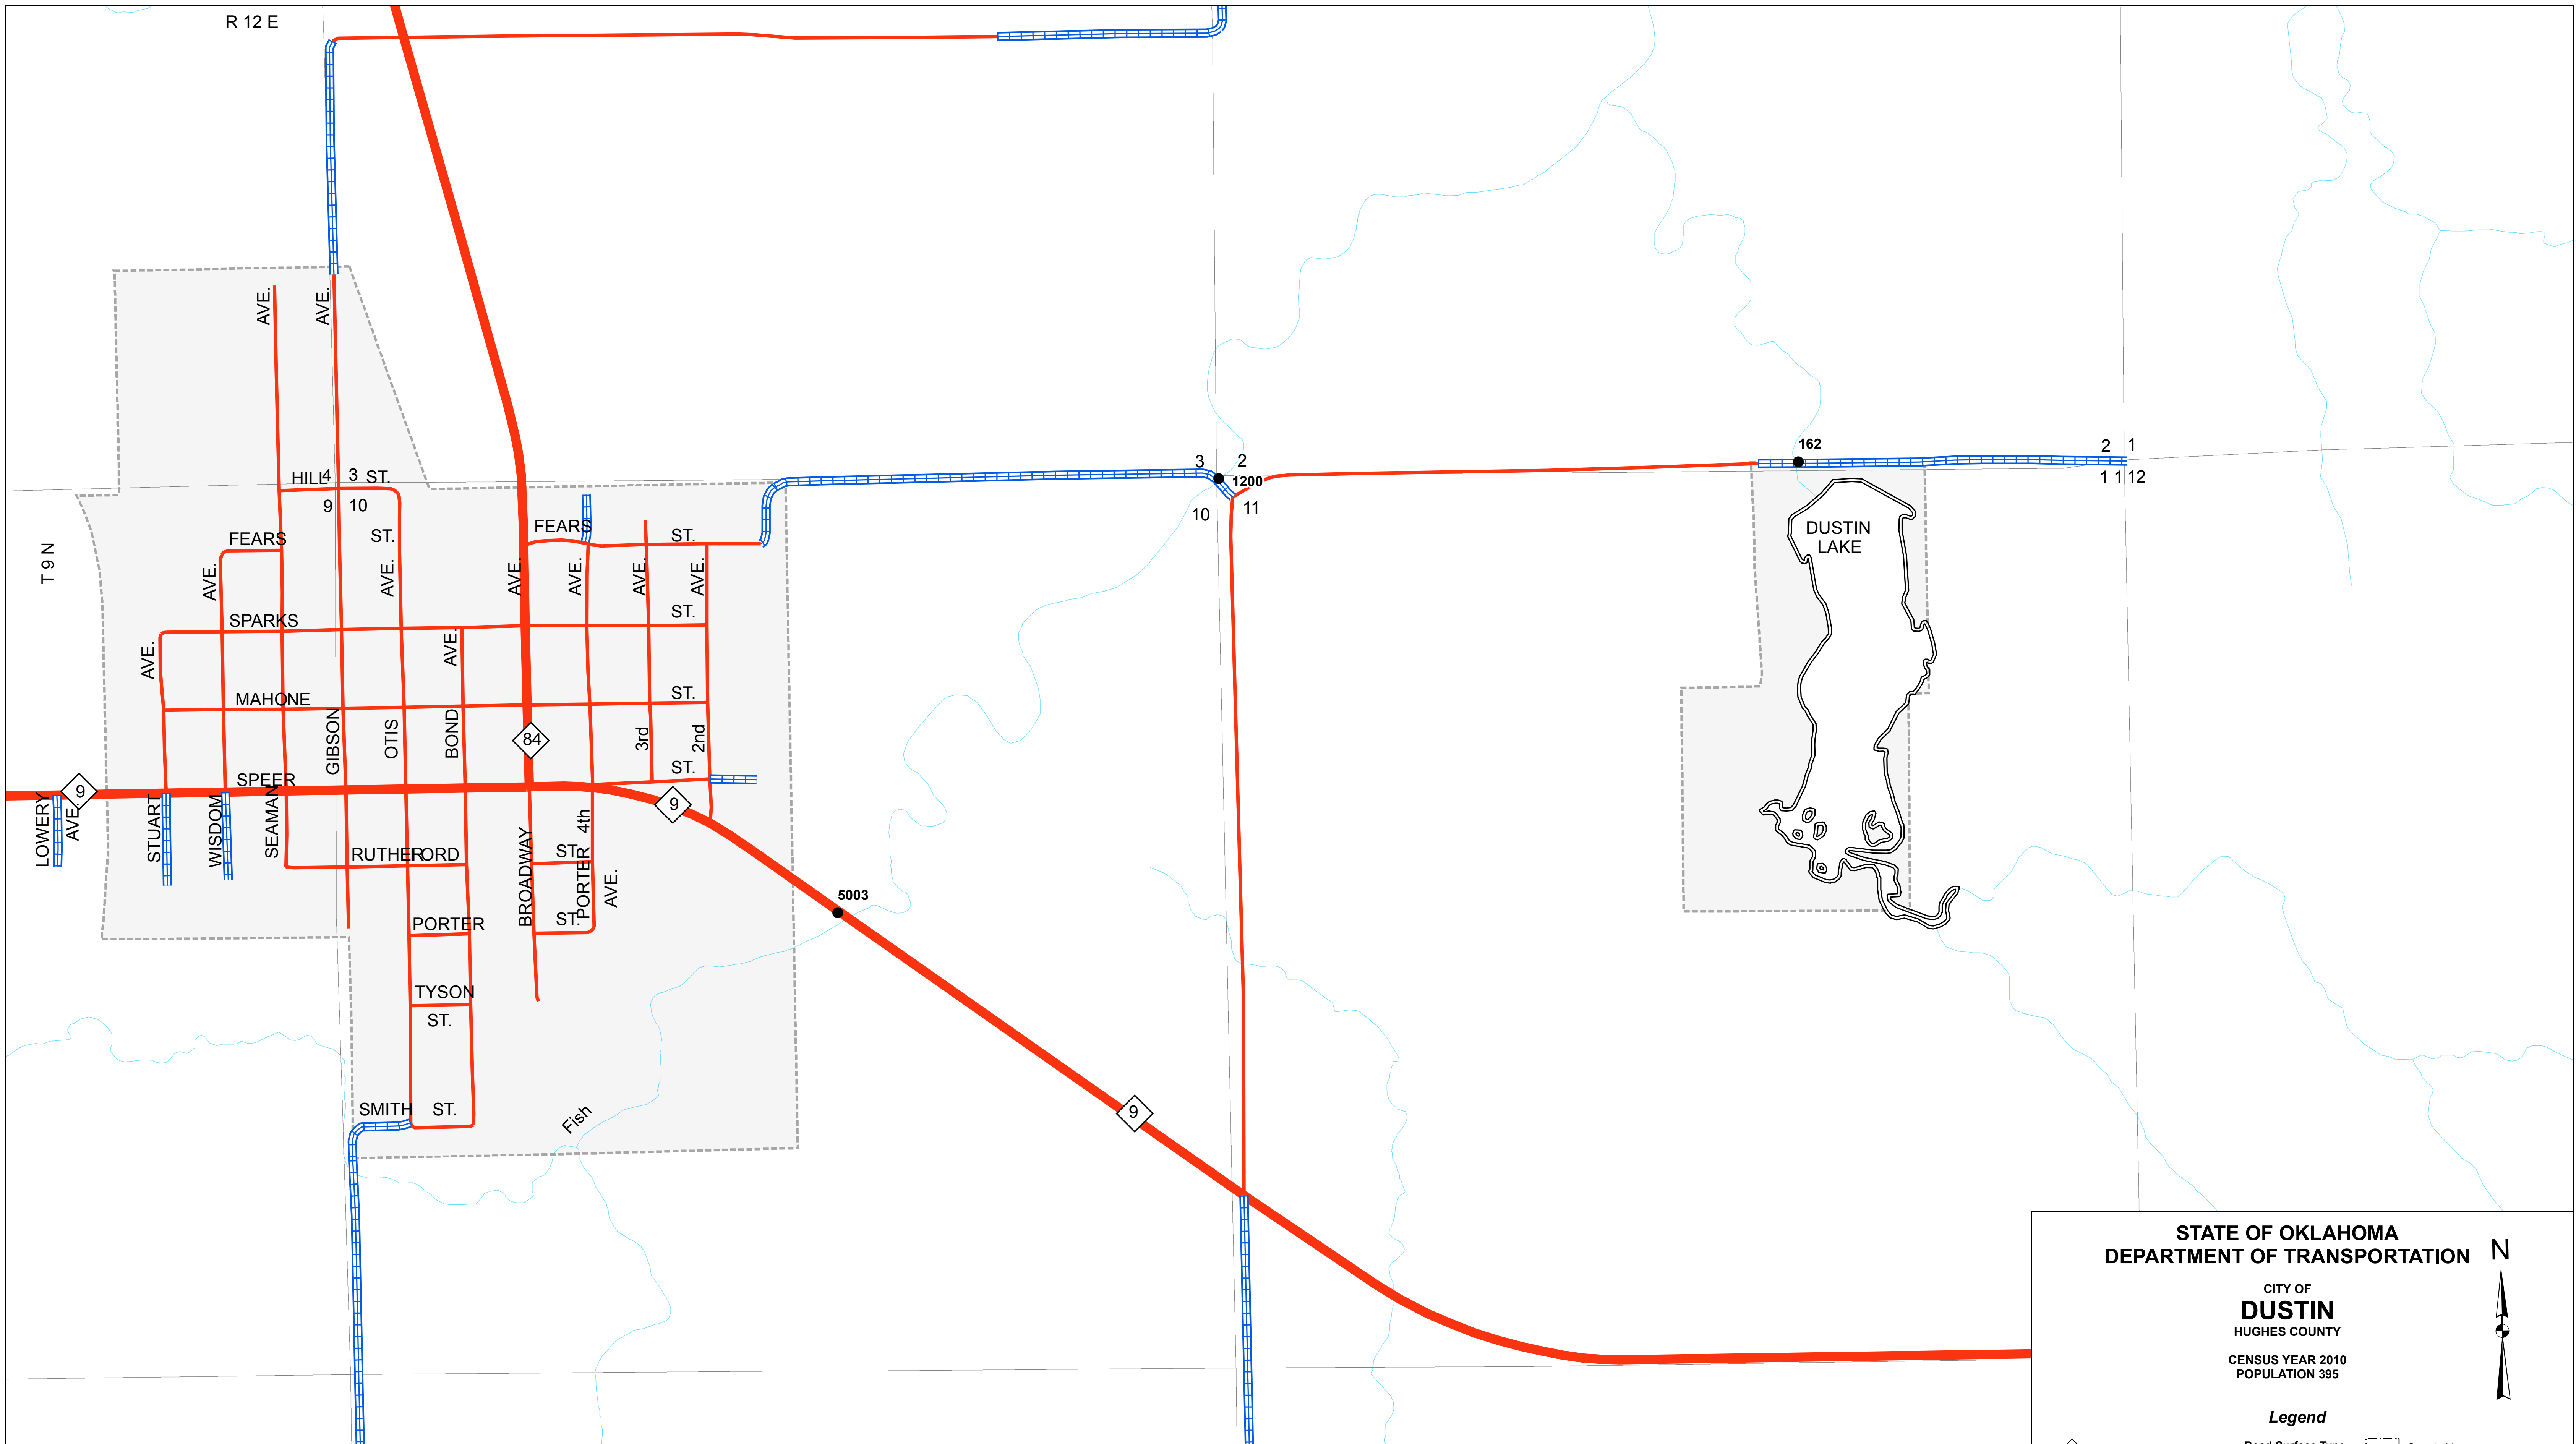 R 12 E
AVE.
AVE.
HILL
4
3
ST.
9
10
3
2
1200
10
11
162
2
1
11
12
T 9 N
FEARS
ST.
FEARS
ST.
AVE.
AVE.
AVE.
AVE.
AVE.
AVE.
DUSTIN
LAKE
SPARKS
ST.
AVE.
AVE.
MAHONE
ST.
GIBSON
OTIS
BOND
84
3rd
2nd
SPEER
ST.
9
9
LOWERY
AVE.
STUART
WISDOM
SEAMAN
RUTHERFORD
BROADWAY
ST.
PORTER
4th
AVE.
ST.
5003
PORTER
TYSON
ST.
SMITH
ST.
Fish
9
STATE OF OKLAHOMA
DEPARTMENT OF TRANSPORTATION
N
CITY OF
DUSTIN
HUGHES COUNTY
CENSUS YEAR 2010
POPULATION 395
Legend